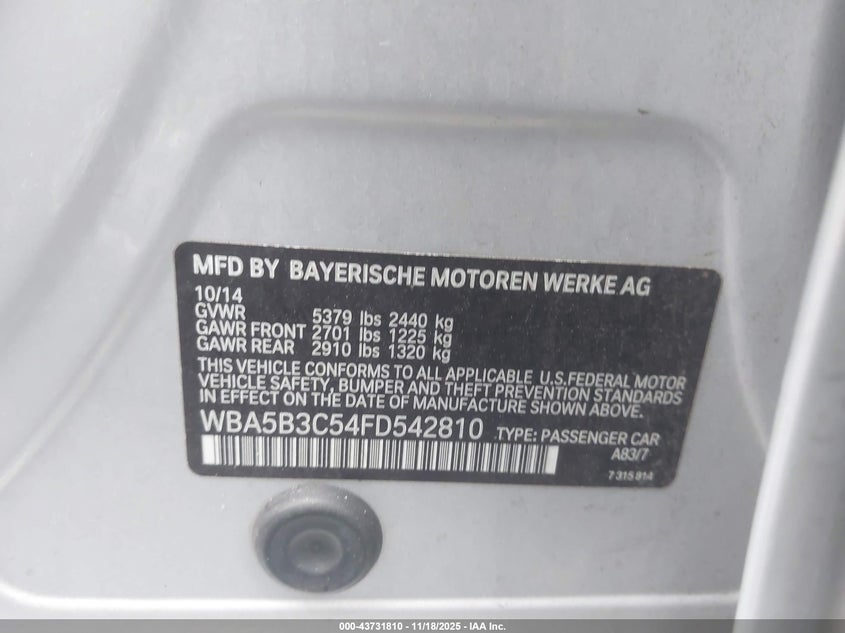 MFD BY BAYERISCHE MOTOREN WERKE AG
10/14
GVWR 5379 lbs 2440 kg
GAWR FRONT 2701 lbs 1225 kg
GAWR REAR 2910 lbs 1320 kg
THIS VEHICLE CONFORMS TO ALL APPLICABLE U.S.FEDERAL MOTOR
VEHICLE SAFETY, BUMPER AND THEFT PREVENTION STANDARDS
IN EFFECT ON THE DATE OF MANUFACTURE SHOWN ABOVE.
WBA5B3C54FD542810 TYPE: PASSENGER CAR
A83/7
7 315 814
000-43731810 - 11/18/2025 - IAA Inc.